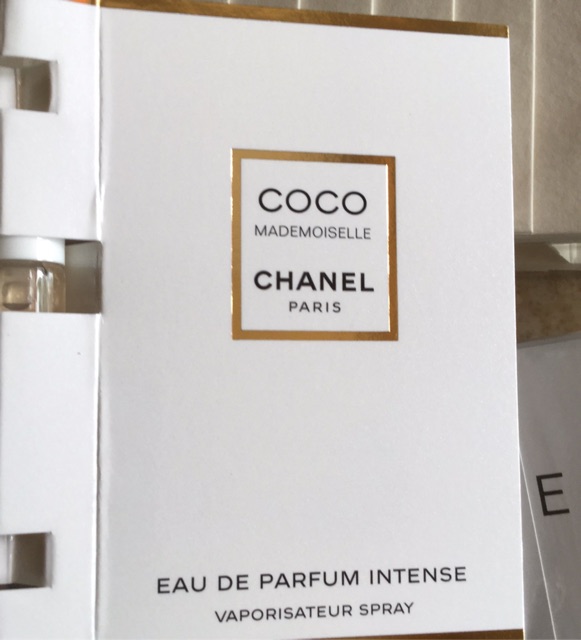 COCO
MADEMOISELLE
CHANEL
PARIS
EAU DE PARFUM INTENSE
VAPORISATEUR SPRAY
E